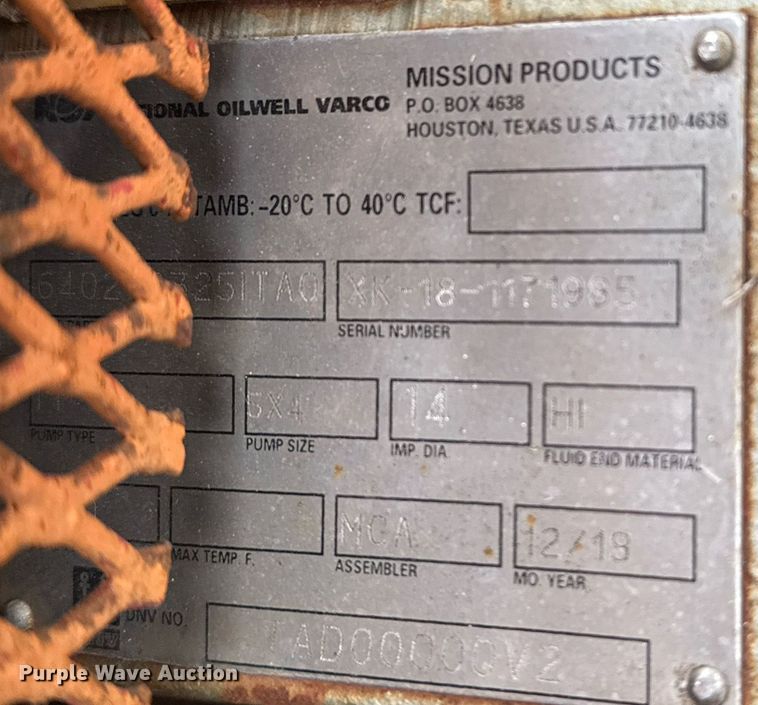 OILWELL VARCO
MISSION PRODUCTS
P.O. BOX 4638
HOUSTON, TEXAS U.S.A. 77210-4638
TAMB: -20°C TO 40°C TCF:
XK-18-1171995
SERIAL NUMBER
5X4 14 HI
PUMP TYPE PUMP SIZE IMP. DIA. FLUID END MATERIAL
MCA 12/18
MAX TEMP. F. ASSEMBLER MO. YEAR
DNV NO. TAD00000V2
Purple Wave Auction